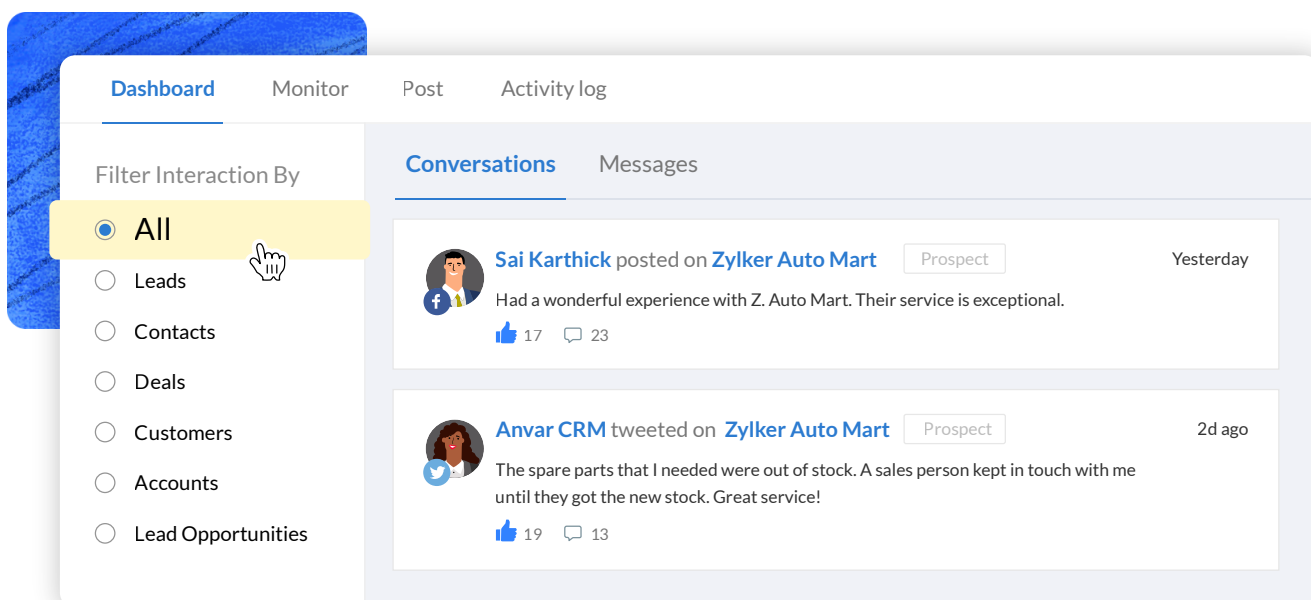 Dashboard Monitor Post Activity log
Filter Interaction By
All
Leads
Contacts
Deals
Customers
Accounts
Lead Opportunities
Conversations Messages
Sai Karthick posted on Zylker Auto Mart Prospect Yesterday
Had a wonderful experience with Z. Auto Mart. Their service is exceptional.
17 23
Anvar CRM tweeted on Zylker Auto Mart Prospect 2d ago
The spare parts that I needed were out of stock. A sales person kept in touch with me
until they got the new stock. Great service!
19 13